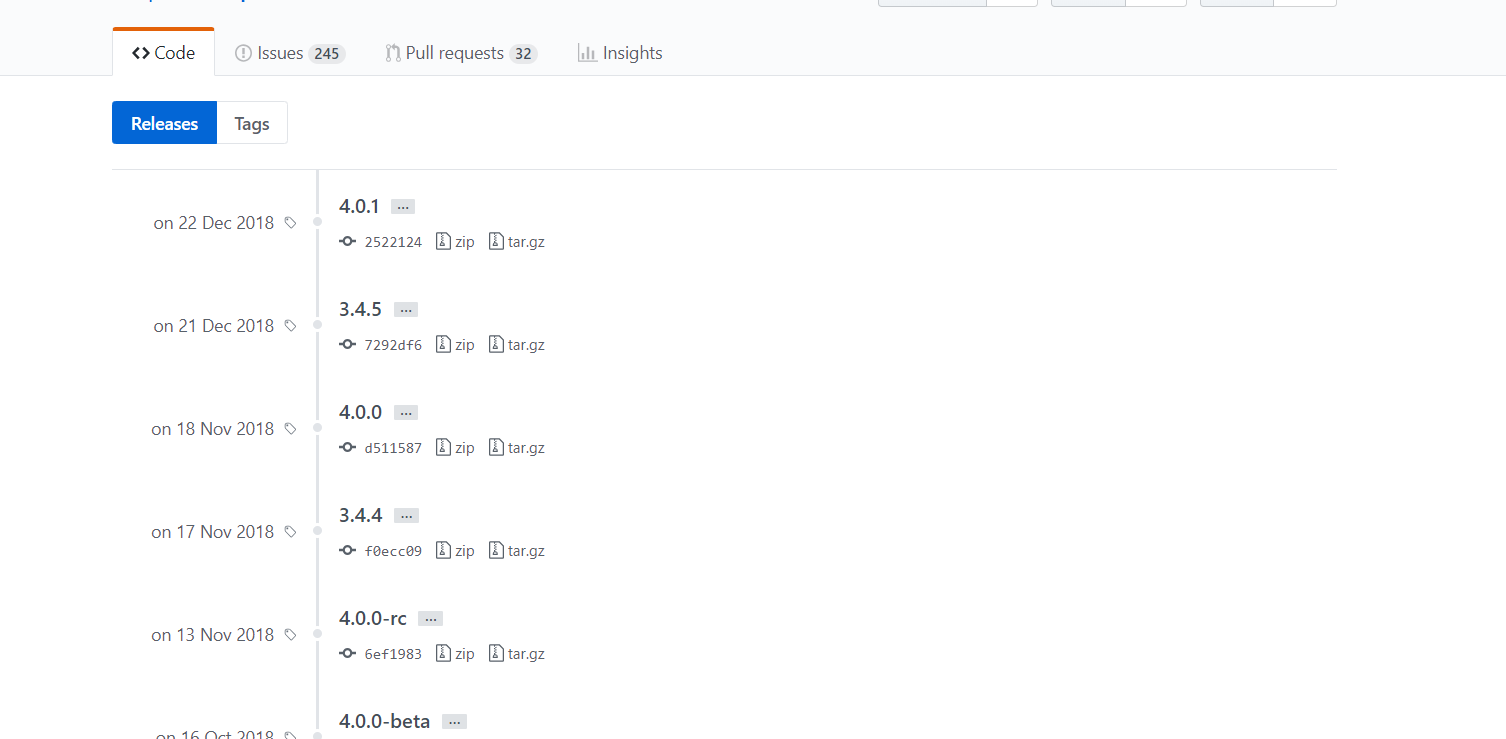 Code Issues 245 Pull requests 32 Insights
Releases Tags
on 22 Dec 2018 4.0.1 ...
2522124 zip tar.gz
on 21 Dec 2018 3.4.5 ...
7292df6 zip tar.gz
on 18 Nov 2018 4.0.0 ...
d511587 zip tar.gz
on 17 Nov 2018 3.4.4 ...
f0ecc09 zip tar.gz
on 13 Nov 2018 4.0.0-rc ...
6ef1983 zip tar.gz
4.0.0-beta ...
on 16 Oct 2018